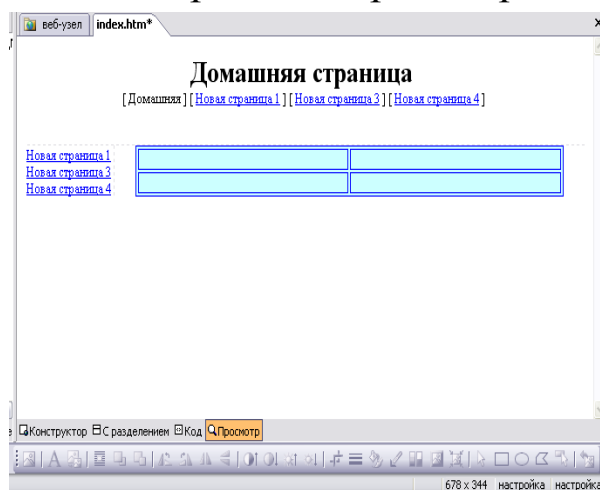 веб-узел index.htm*
Домашняя страница
[ Домашняя ] [ Новая страница 1 ] [ Новая страница 3 ] [ Новая страница 4 ]
Новая страница 1
Новая страница 3
Новая страница 4
Конструктор С разделением Код Просмотр
678 x 344 настройка настройка